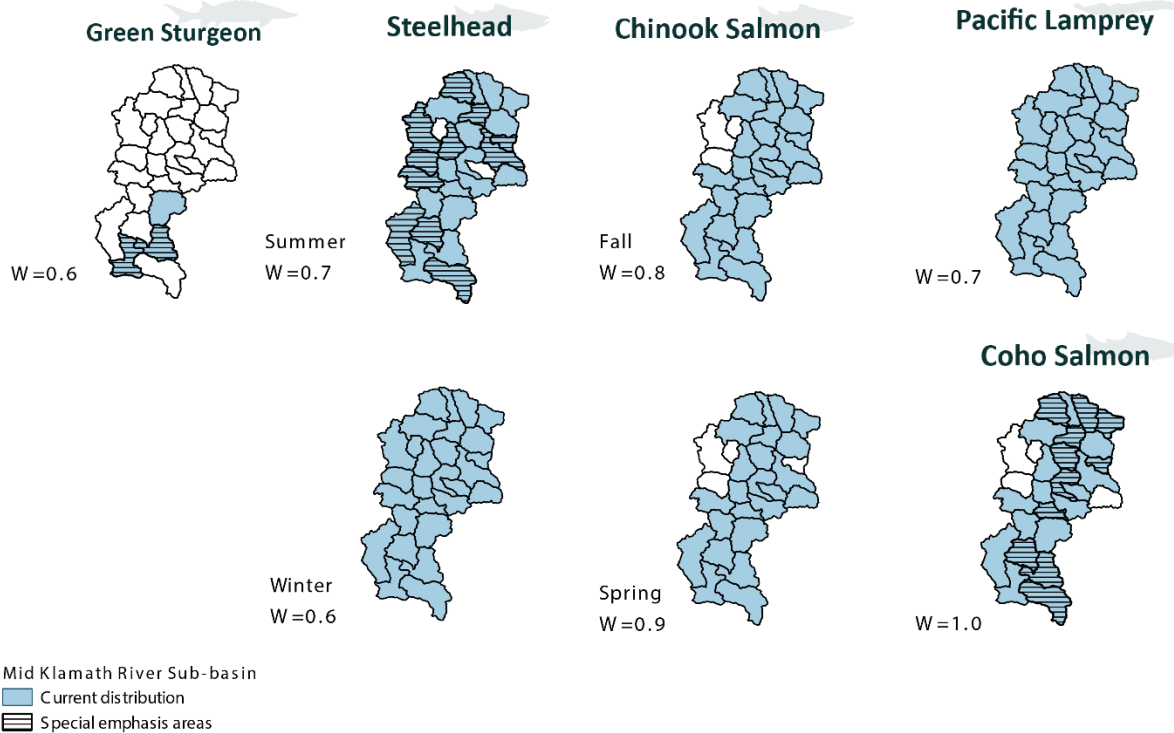 Green Sturgeon
Steelhead
Chinook Salmon
Pacific Lamprey
W=0.6
Summer
W=0.7
Fall
W=0.8
W=0.7
Coho Salmon
Winter
W=0.6
Spring
W=0.9
W=1.0
Mid Klamath River Sub-basin
Current distribution
Special emphasis areas